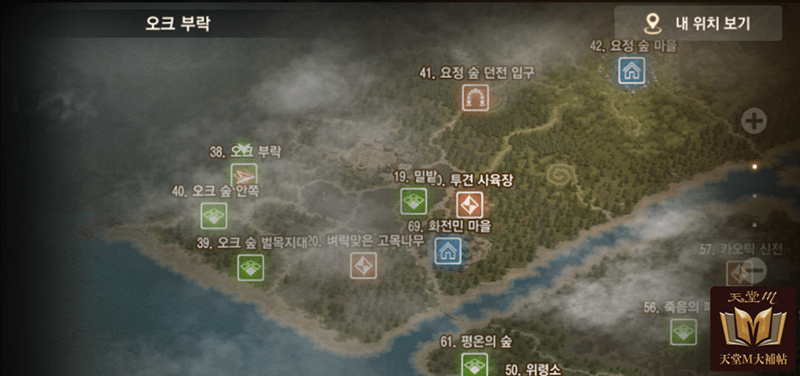 오크 부락
내 위치 보기
42. 요정 숲 마을
41. 요정 숲 던전 입구
38. 오크 부락
19. 밀밭
0. 투견 사육장
40. 오크 숲 안쪽
69. 화전민 마을
39. 오크 숲 벌목지대
20. 벼락맞은 고목나무
57. 카오틱 신전
56. 죽음의
61. 평온의 숲
50. 위령소
天堂M
天堂M大補帖